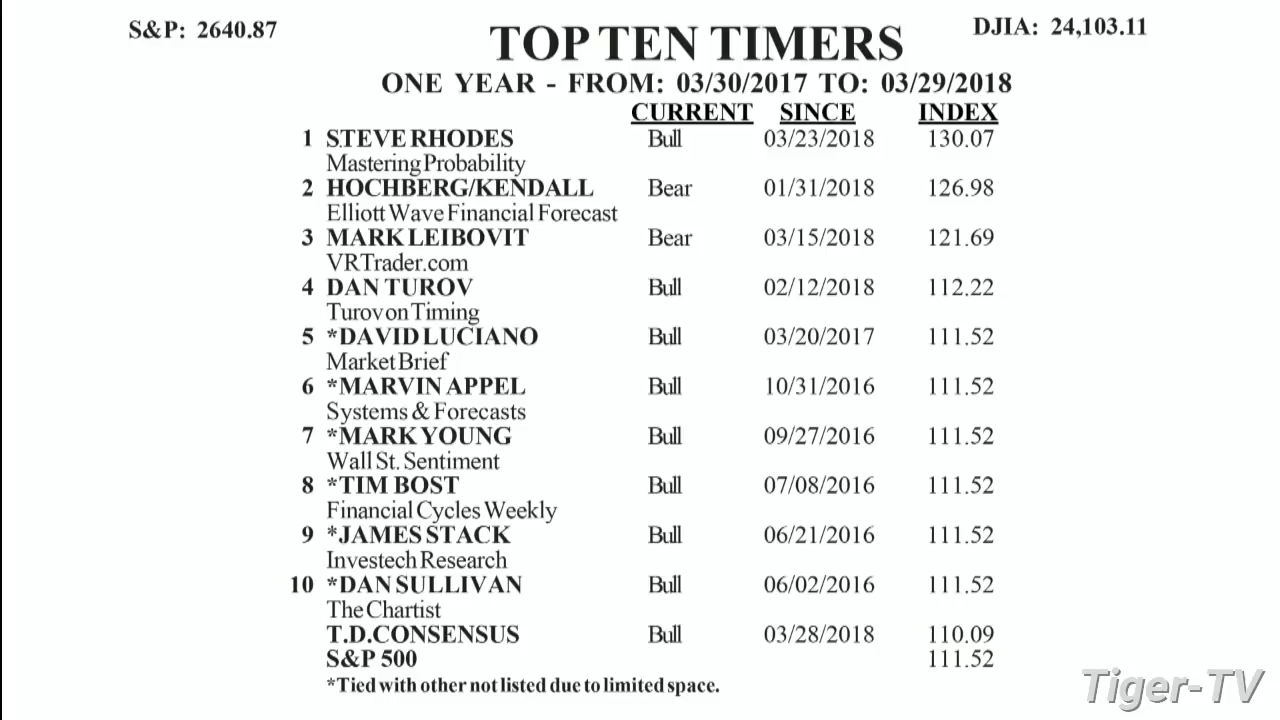 S&P: 2640.87
DJIA: 24,103.11
TOP TEN TIMERS
ONE YEAR - FROM: 03/30/2017 TO: 03/29/2018
CURRENT SINCE INDEX
1 STEVE RHODES Bull 03/23/2018 130.07
Mastering Probability
2 HOCHBERG/KENDALL Bear 01/31/2018 126.98
Elliott Wave Financial Forecast
3 MARK LEIBOVIT Bear 03/15/2018 121.69
VRTrader.com
4 DAN TUROV Bull 02/12/2018 112.22
Turov on Timing
5 *DAVID LUCIANO Bull 03/20/2017 111.52
Market Brief
6 *MARVIN APPEL Bull 10/31/2016 111.52
Systems & Forecasts
7 *MARK YOUNG Bull 09/27/2016 111.52
Wall St. Sentiment
8 *TIM BOST Bull 07/08/2016 111.52
Financial Cycles Weekly
9 *JAMES STACK Bull 06/21/2016 111.52
Investech Research
10 *DAN SULLIVAN Bull 06/02/2016 111.52
The Chartist
T.D.CONSENSUS Bull 03/28/2018 110.09
S&P 500 111.52
*Tied with other not listed due to limited space.
Tiger-TV